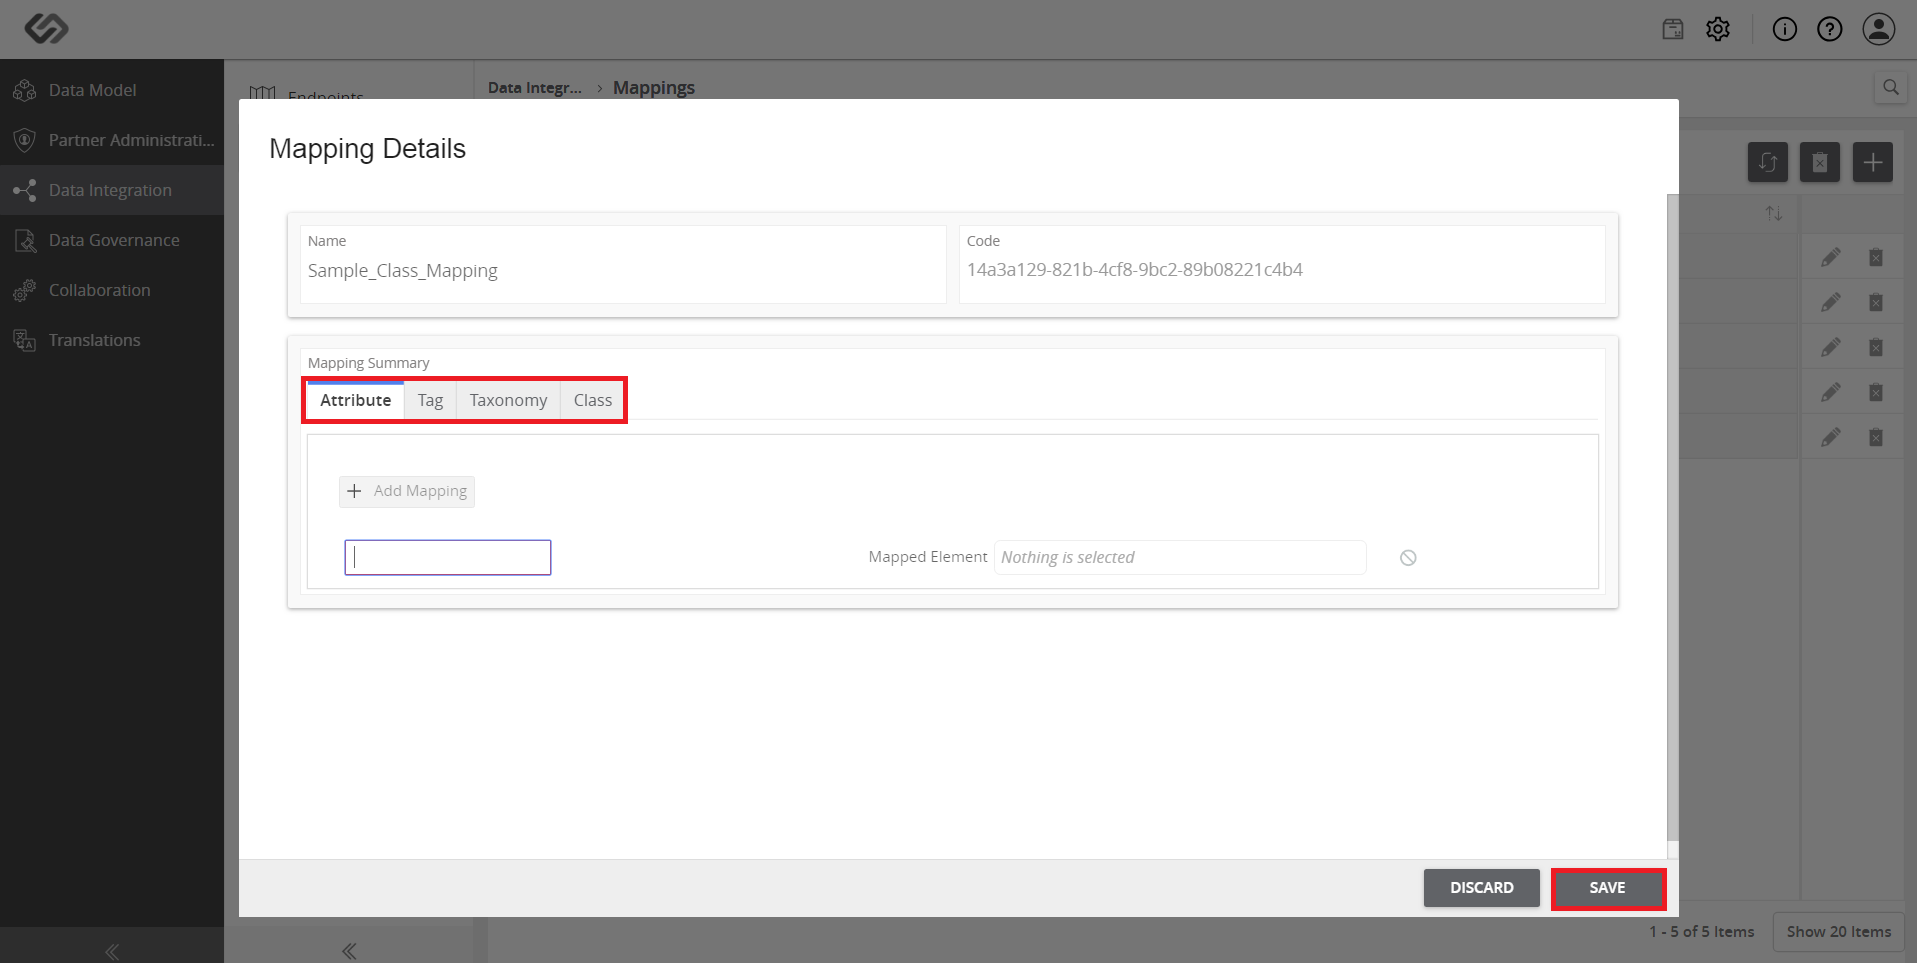 Data Model
Partner Administrati...
Data Integration
Data Governance
Collaboration
Translations
Endpoints
Data Integr... › Mappings
Mapping Details
Name
Sample_Class_Mapping
Code
14a3a129-821b-4cf8-9bc2-89b08221c4b4
Mapping Summary
Attribute Tag Taxonomy Class
+ Add Mapping
Mapped Element Nothing is selected
DISCARD SAVE
1 - 5 of 5 Items Show 20 Items